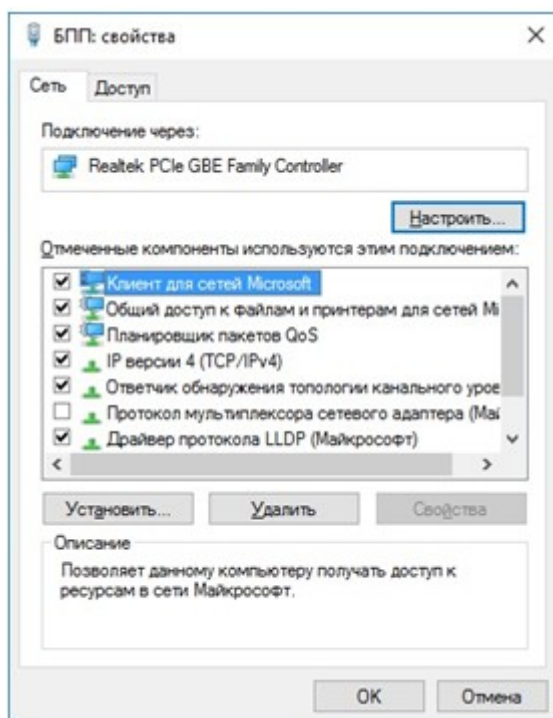 БПП: свойства
Сеть Доступ
Подключение через:
Realtek PCIe GBE Family Controller
Настроить...
Отмеченные компоненты используются этим подключением:
Клиент для сетей Microsoft
Общий доступ к файлам и принтерам для сетей Mi
Планировщик пакетов QoS
IP версии 4 (TCP/IPv4)
Ответчик обнаружения топологии канального уров
Протокол мультиплексора сетевого адаптера (Май
Драйвер протокола LLDP (Майкрософт)
Установить... Удалить Свойства
Описание
Позволяет данному компьютеру получать доступ к
ресурсам в сети Майкрософт.
OK Отмена